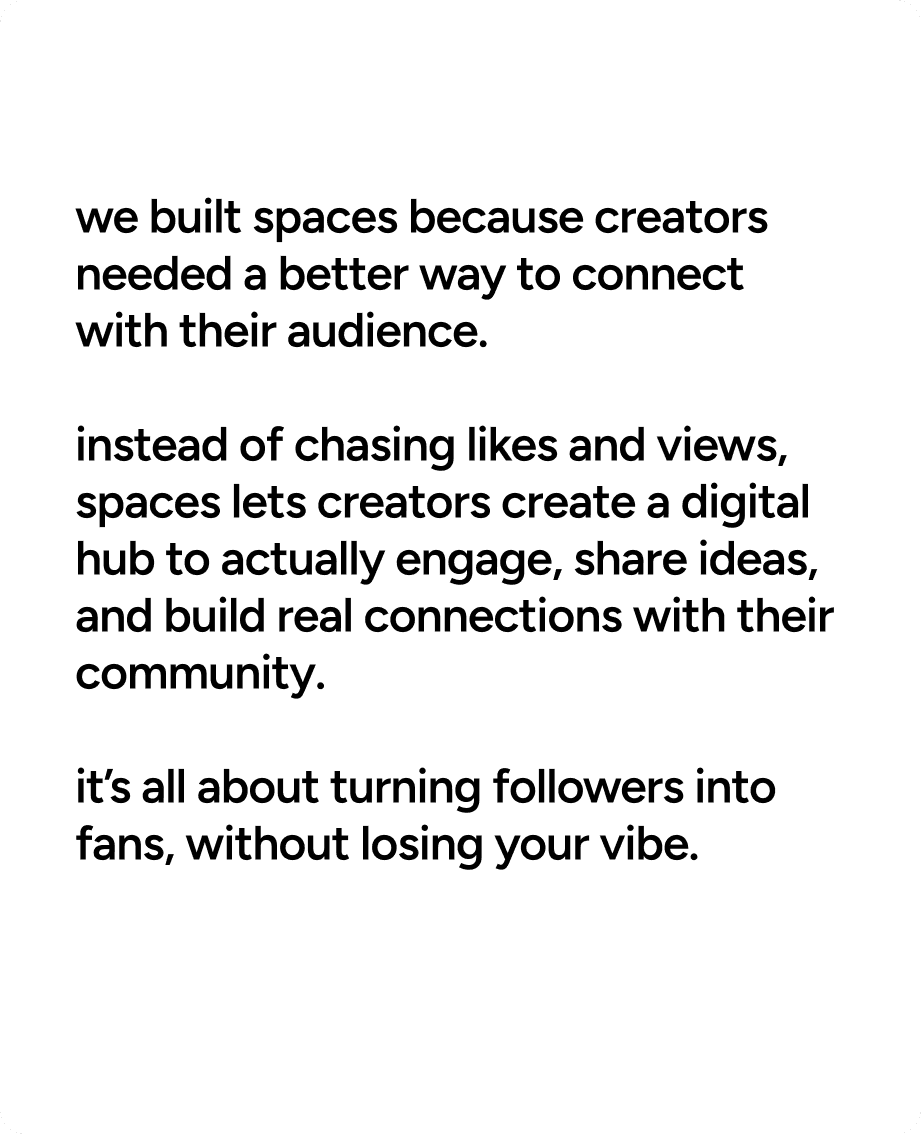 we built spaces because creators
needed a better way to connect
with their audience.
instead of chasing likes and views,
spaces lets creators create a digital
hub to actually engage, share ideas,
and build real connections with their
community.
it’s all about turning followers into
fans, without losing your vibe.